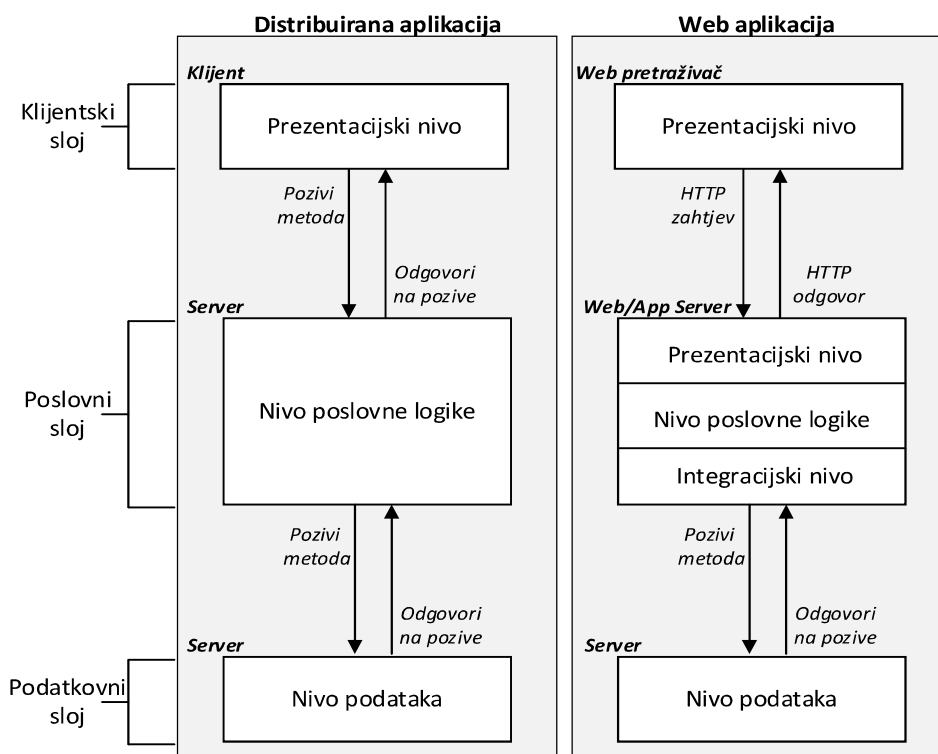 Distribuirana aplikacija
Web aplikacija
Klijentski
sloj
Klijent
Prezentacijski nivo
Web pretraživač
Prezentacijski nivo
Pozivi
metoda
HTTP
zahtjev
Odgovori
na pozive
HTTP
odgovor
Poslovni
sloj
Server
Nivo poslovne logike
Web/App Server
Prezentacijski nivo
Nivo poslovne logike
Integracijski nivo
Pozivi
metoda
Pozivi
metoda
Odgovori
na pozive
Odgovori
na pozive
Podatkovni
sloj
Server
Nivo podataka
Server
Nivo podataka